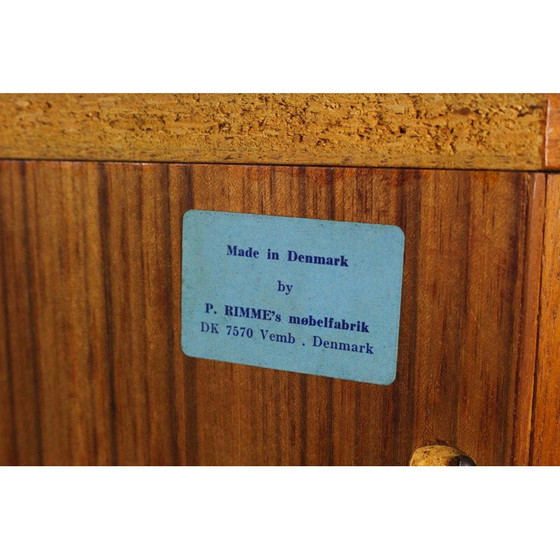 Made in Denmark
by
P. RIMME's møbelfabrik
DK 7570 Vemb . Denmark